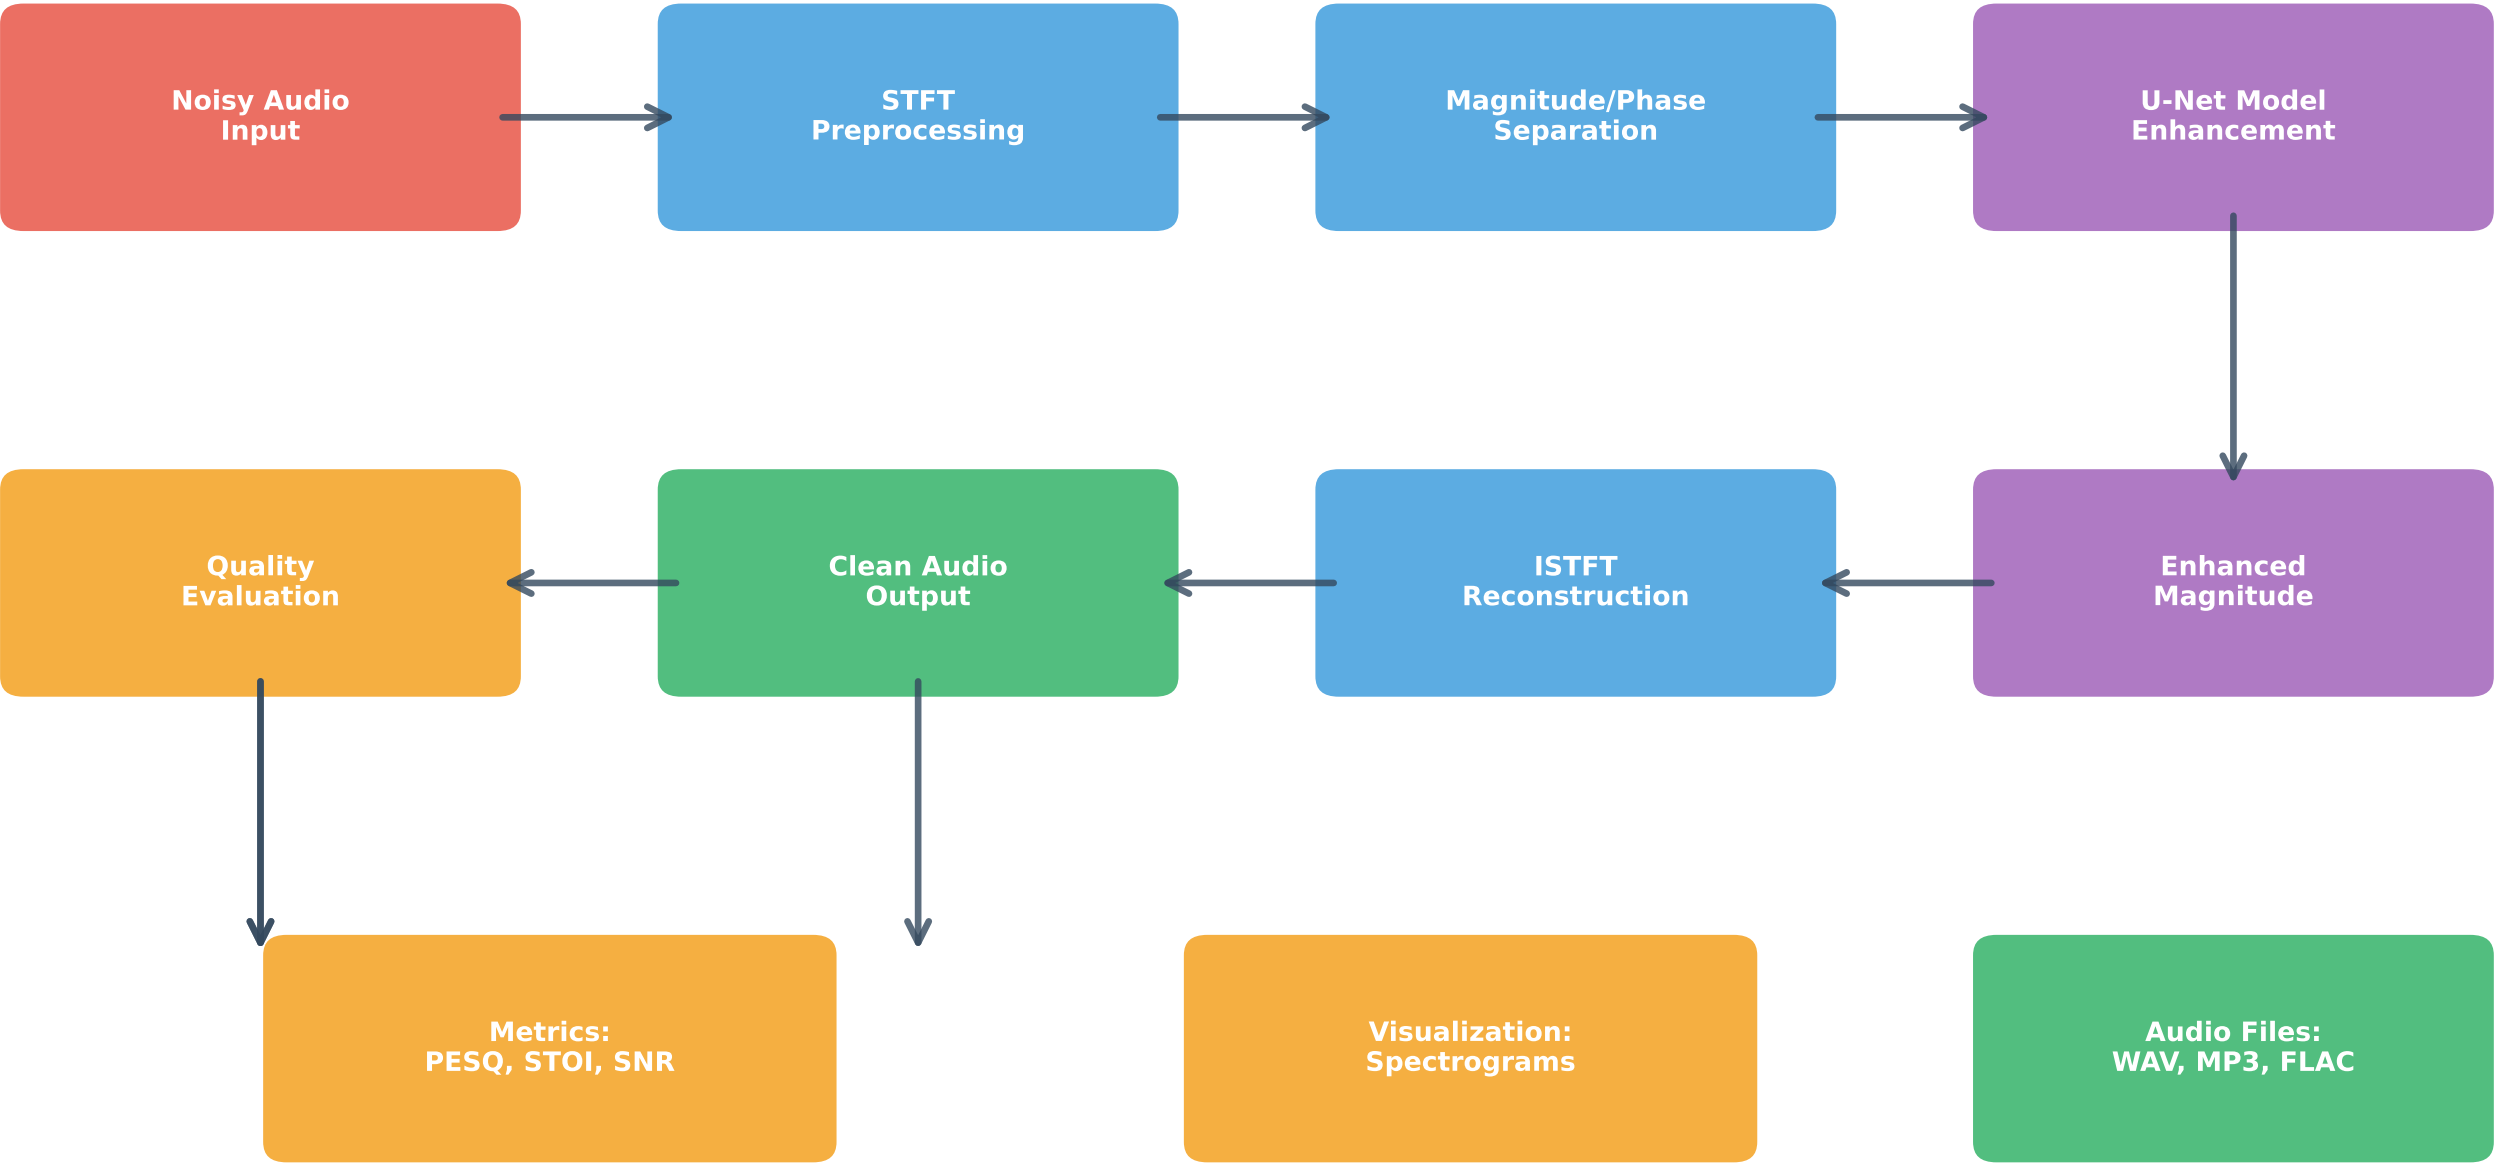 Noisy Audio
Input
STFT
Preprocessing
Magnitude/Phase
Separation
U-Net Model
Enhancement
Quality
Evaluation
Clean Audio
Output
ISTFT
Reconstruction
Enhanced
Magnitude
Metrics:
PESQ, STOI, SNR
Visualization:
Spectrograms
Audio Files:
WAV, MP3, FLAC